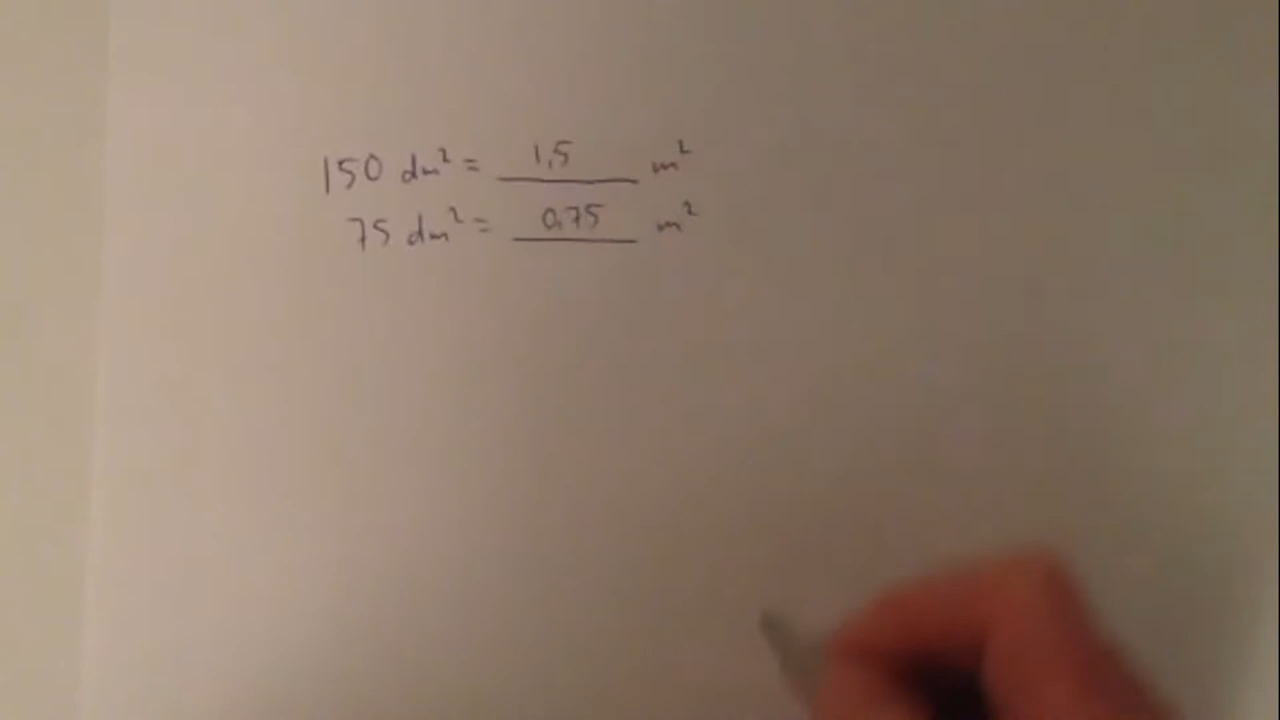 150 dm² = 1,5 m²
75 dm² = 0,75 m²